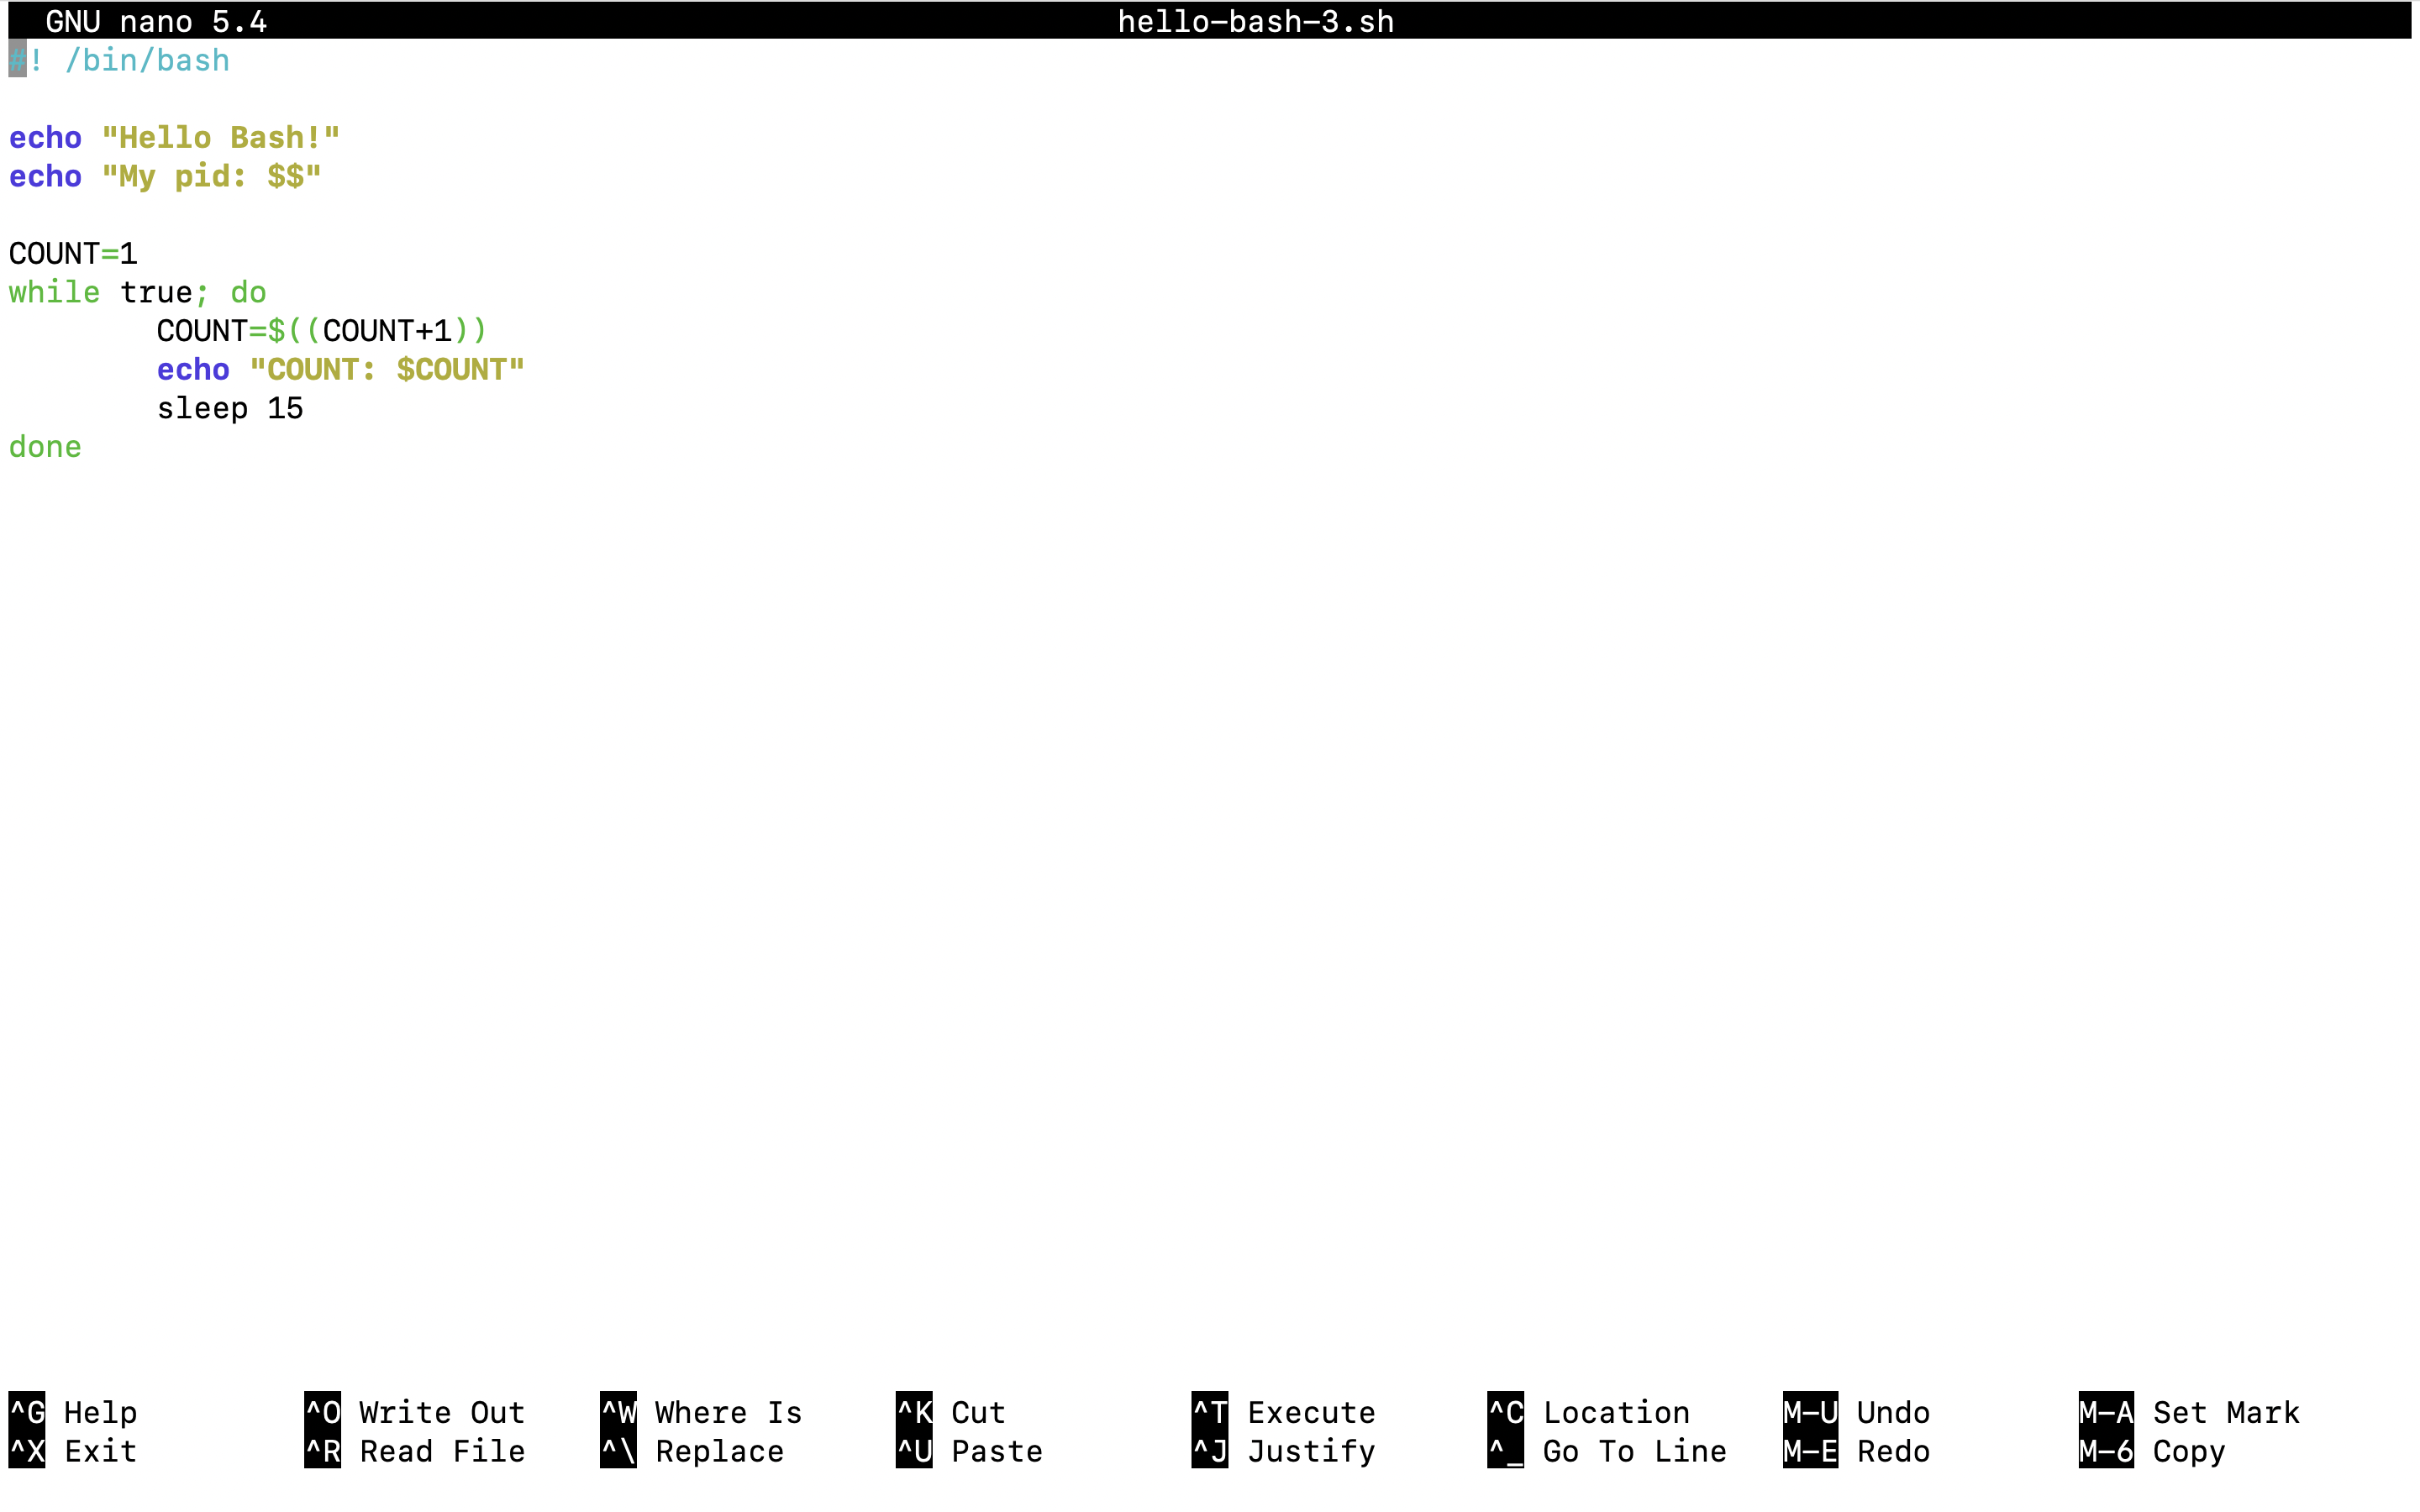 GNU nano 5.4 hello-bash-3.sh
#! /bin/bash
echo "Hello Bash!"
echo "My pid: $$"
COUNT=1
while true; do
        COUNT=$((COUNT+1))
        echo "COUNT: $COUNT"
        sleep 15
done
^G Help ^O Write Out ^W Where Is ^K Cut ^T Execute ^C Location M-U Undo M-A Set Mark
^X Exit ^R Read File ^\ Replace ^U Paste ^J Justify ^_ Go To Line M-E Redo M-6 Copy